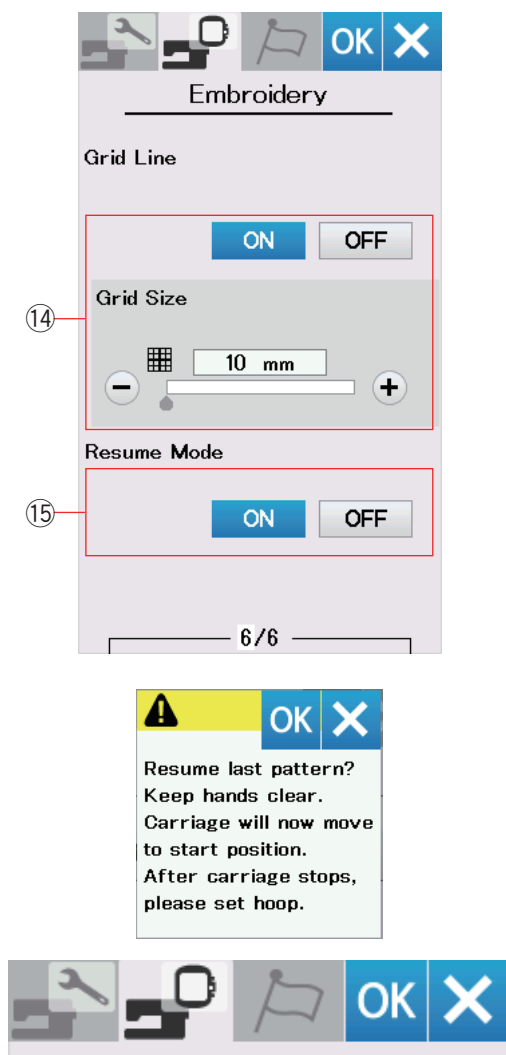 OK
Embroidery
Grid Line
ON OFF
⑭
Grid Size
10 mm
− +
Resume Mode
⑮
ON OFF
6/6
OK
Resume last pattern?
Keep hands clear.
Carriage will now move
to start position.
After carriage stops,
please set hoop.
OK